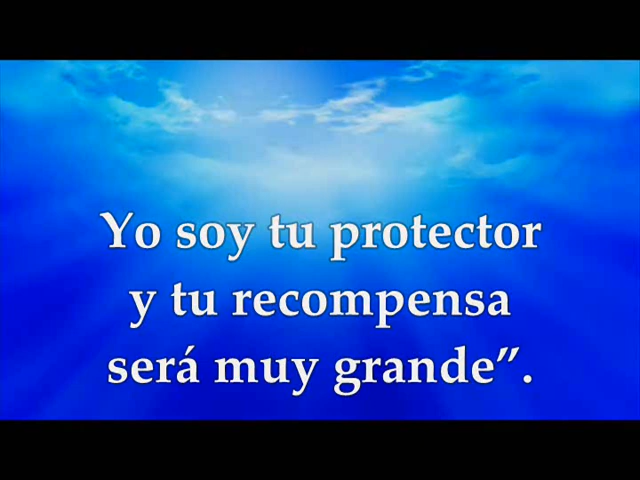 Yo soy tu protector
y tu recompensa
será muy grande”.